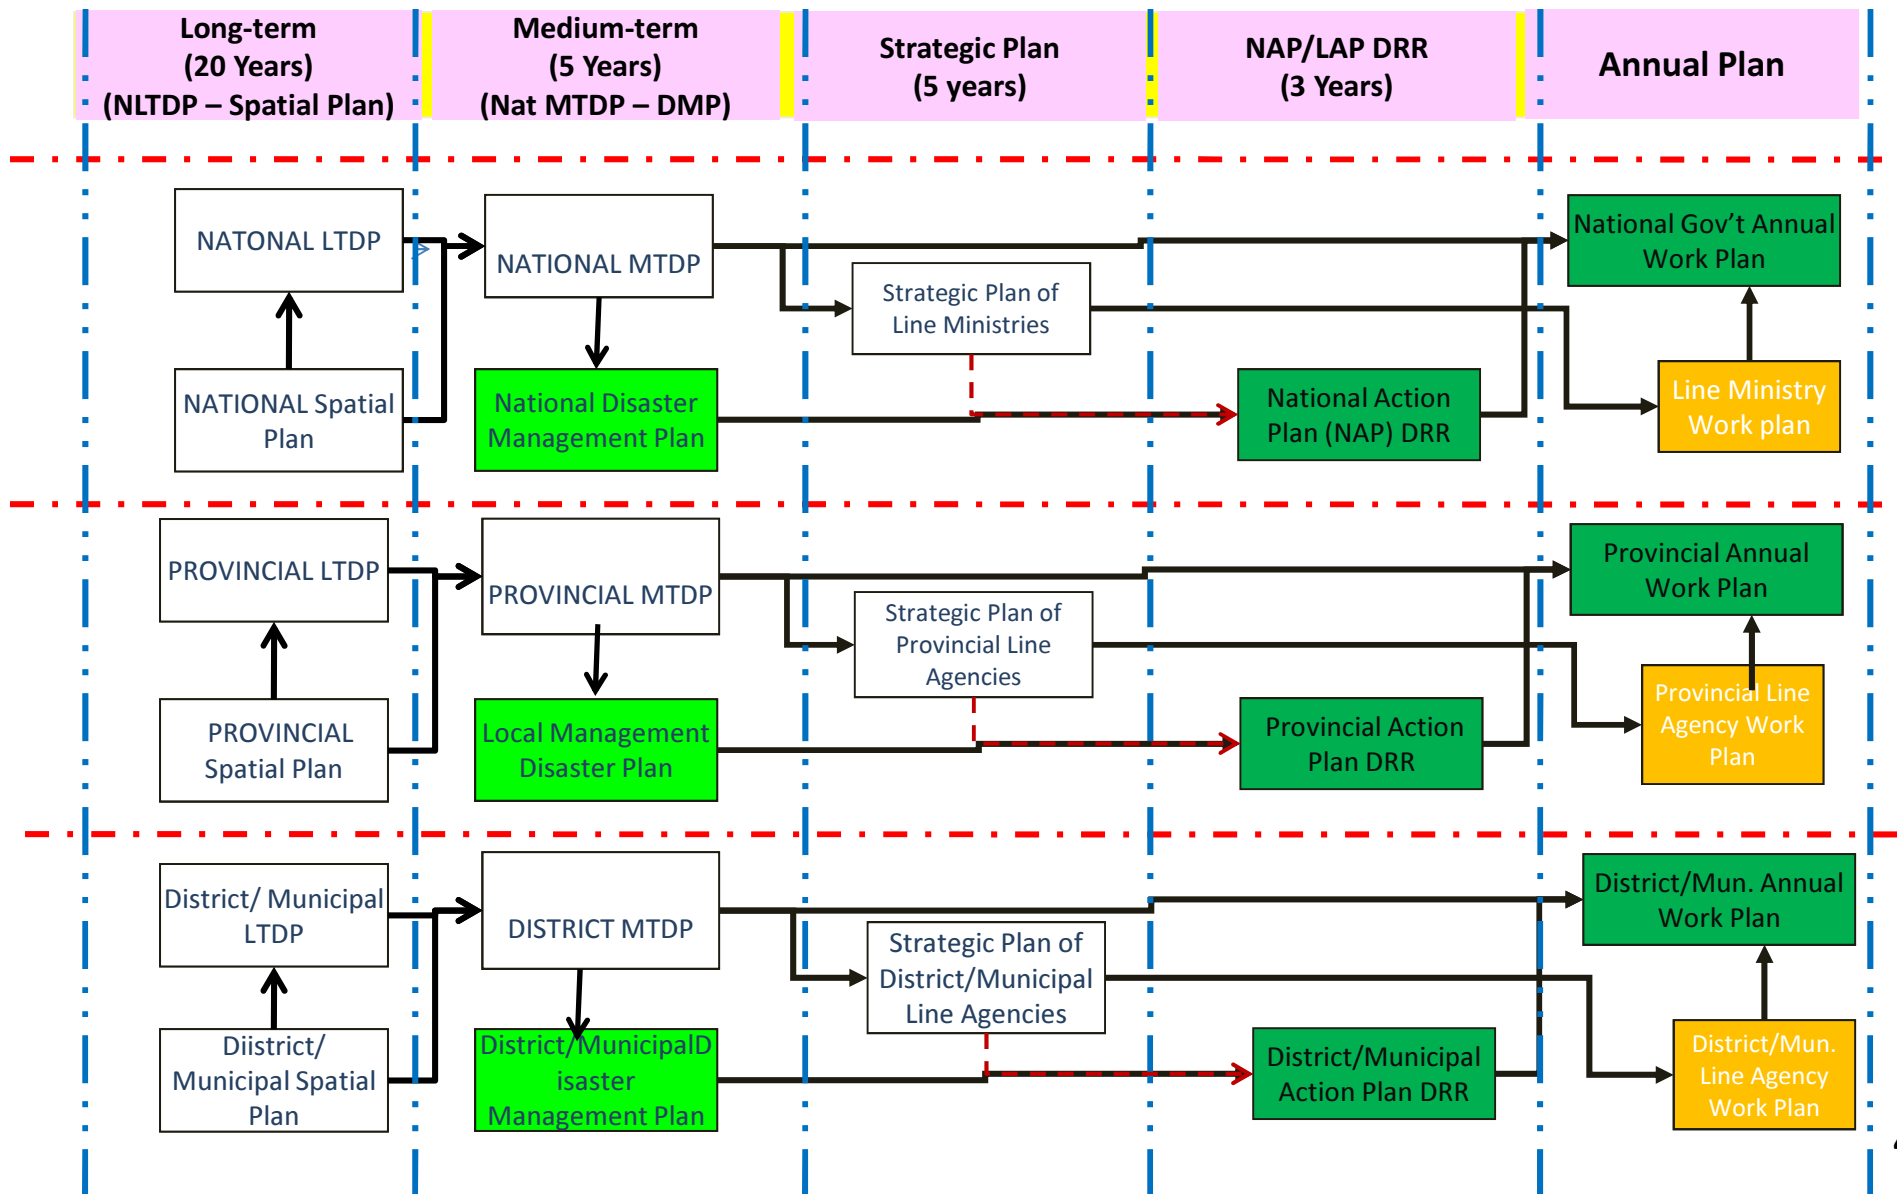 Long-term
(20 Years)
(NLTDP – Spatial Plan)
Medium-term
(5 Years)
(Nat MTDP – DMP)
Strategic Plan
(5 years)
NAP/LAP DRR
(3 Years)
Annual Plan
NATONAL LTDP
NATIONAL MTDP
Strategic Plan of
Line Ministries
National Gov’t Annual
Work Plan
NATIONAL Spatial
Plan
National Disaster
Management Plan
National Action
Plan (NAP) DRR
Line Ministry
Work plan
PROVINCIAL LTDP
PROVINCIAL MTDP
Strategic Plan of
Provincial Line
Agencies
Provincial Annual
Work Plan
PROVINCIAL
Spatial Plan
Local Management
Disaster Plan
Provincial Action
Plan DRR
Provincial Line
Agency Work
Plan
District/ Municipal
LTDP
DISTRICT MTDP
Strategic Plan of
District/Municipal
Line Agencies
District/Mun. Annual
Work Plan
Diistrict/
Municipal Spatial
Plan
District/MunicipalD
isaster
Management Plan
District/Municipal
Action Plan DRR
District/Mun.
Line Agency
Work Plan